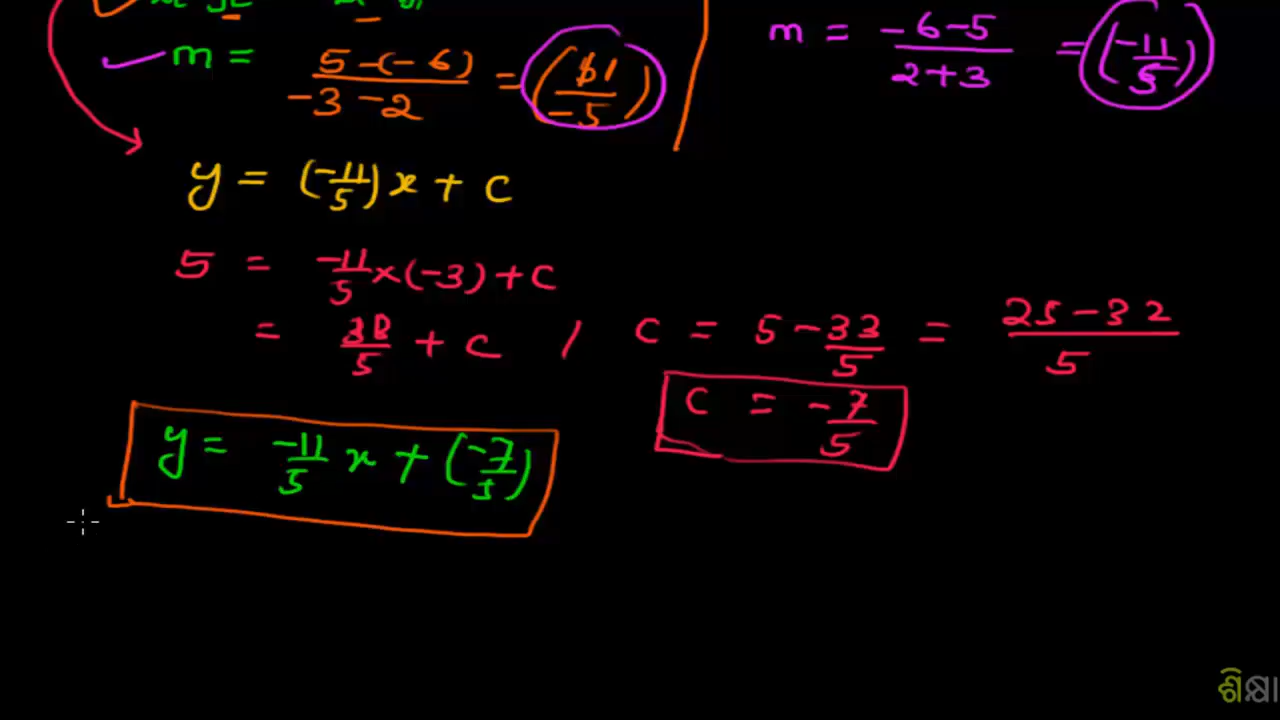 m = 5-(-6)/-3-2 = (11/-5)
m = -6-5/2+3 = (-11/5)
y = (-11/5)x + c
5 = -11/5 x(-3) + c
= 33/5 + c / c = 5 - 33/5 = 25-32/5
c = -7/5
y = -11/5 x + (-7/5)
ଶିକ୍ଷା